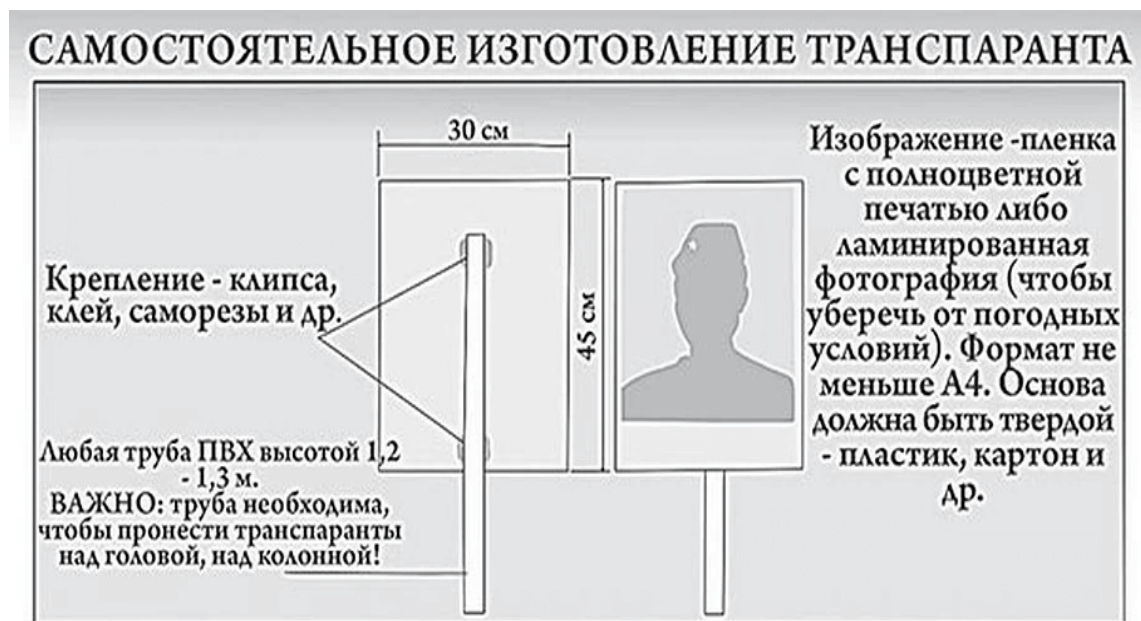 САМОСТОЯТЕЛЬНОЕ ИЗГОТОВЛЕНИЕ ТРАНСПАРАНТА
30 см
45 см
Крепление - клипса,
клей, саморезы и др.
Любая труба ПВХ высотой 1,2
- 1,3 м.
ВАЖНО: труба необходима,
чтобы пронести транспаранты
над головой, над колонной!
Изображение -пленка
с полноцветной
печатью либо
ламинированная
фотография (чтобы
уберечь от погодных
условий). Формат не
меньше А4. Основа
должна быть твердой
- пластик, картон и
др.